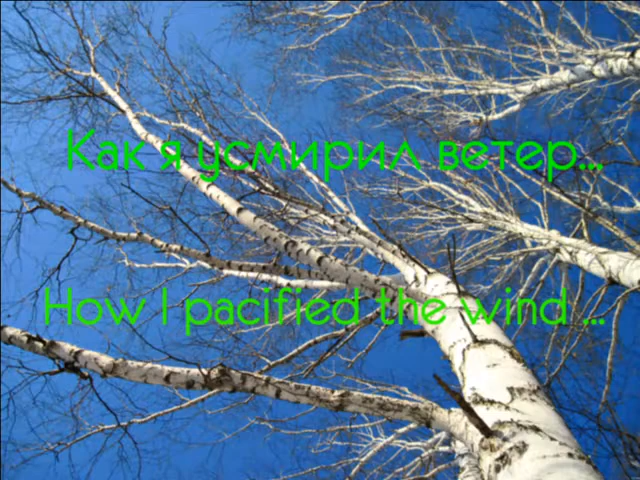 Как я усмирил ветер...
How I pacified the wind ...